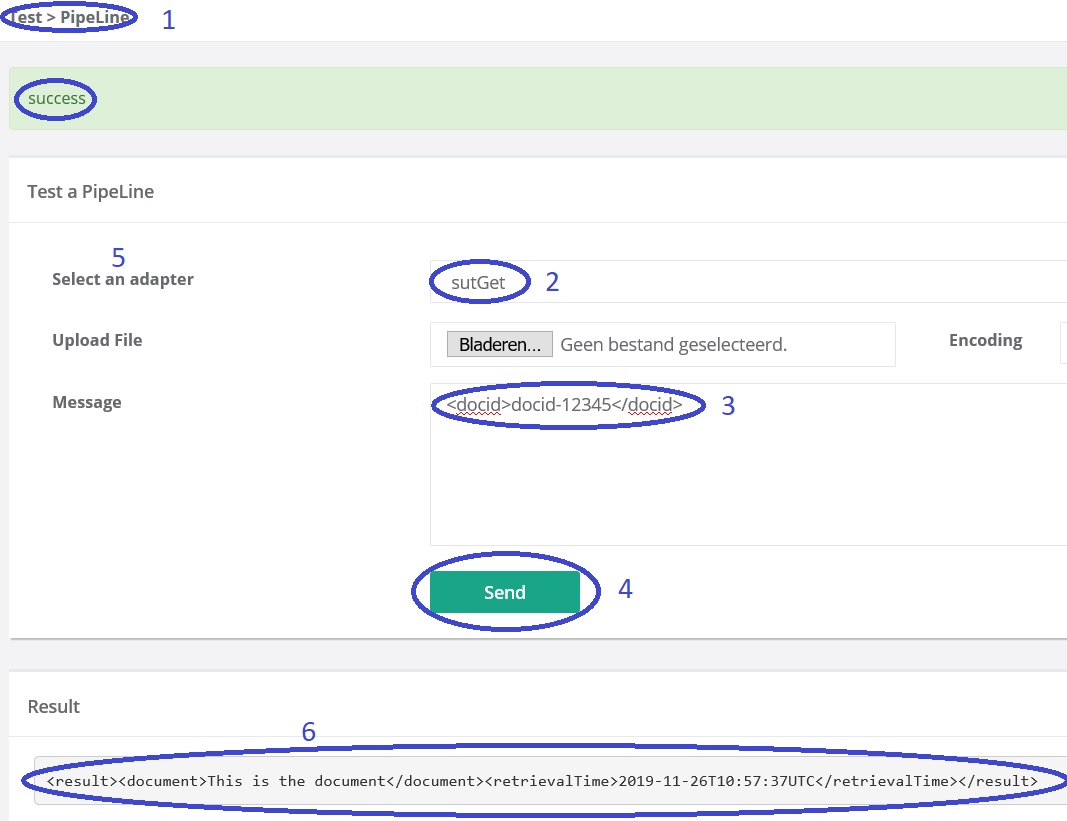 Test > PipeLine 1
success
Test a PipeLine
5
Select an adapter sutGet 2
Upload File Bladeren... Geen bestand geselecteerd. Encoding
Message <docid>docid-12345</docid> 3
Send 4
Result
6
<result><document>This is the document</document><retrievalTime>2019-11-26T10:57:37UTC</retrievalTime></result>